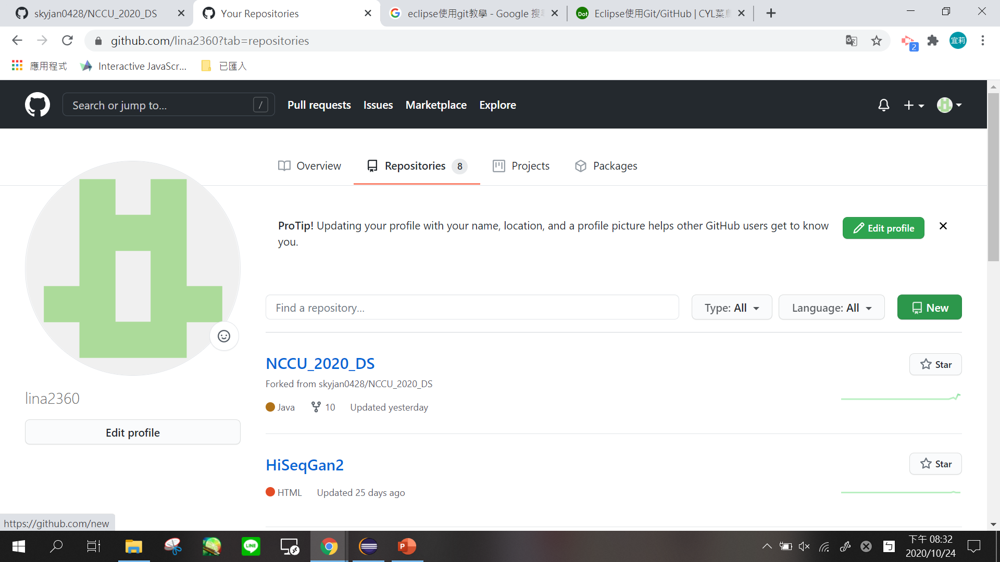 skyjan0428/NCCU_2020_DS
Your Repositories
eclipse使用git教學 - Google 搜
Eclipse使用Git/GitHub | CYL菜
github.com/lina2360?tab=repositories
2
宜莉
應用程式
Interactive JavaScr...
已匯入
Search or jump to...
/
Pull requests
Issues
Marketplace
Explore
Overview
Repositories 8
Projects
Packages
ProTip! Updating your profile with your name, location, and a profile picture helps other GitHub users get to know
you.
Edit profile
Find a repository...
Type: All
Language: All
New
NCCU_2020_DS
Star
Forked from skyjan0428/NCCU_2020_DS
Java 10 Updated yesterday
lina2360
Edit profile
HiSeqGan2
Star
HTML Updated 25 days ago
https://github.com/new
LINE
P
ㄅ
下午 08:32
2020/10/24